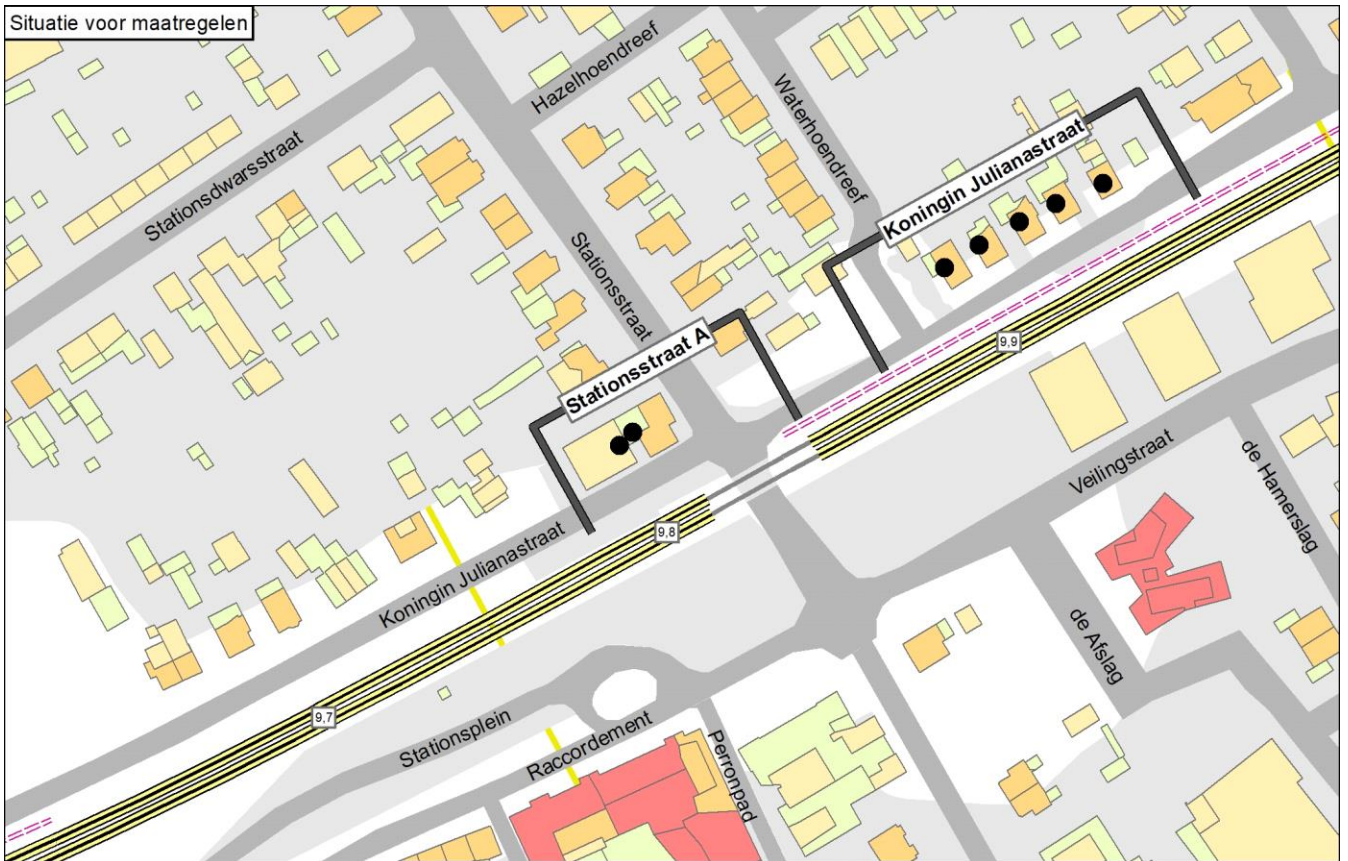 Situatie voor maatregelen
Hazelhoendreef
Waterhoendreef
Stationsdwarsstraat
Koningin Julianastraat
Stationsstraat
Stationsstraat A
9,9
Veilingstraat
de Hamerslag
9,8
Koningin Julianastraat
de Afslag
9,7
Stationsplein
Raccordement
Perronpad